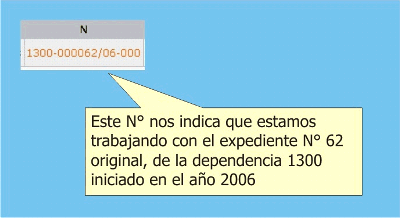 N
1300-000062/06-000
Este N° nos indica que estamos
trabajando con el expediente N° 62
original, de la dependencia 1300
iniciado en el año 2006